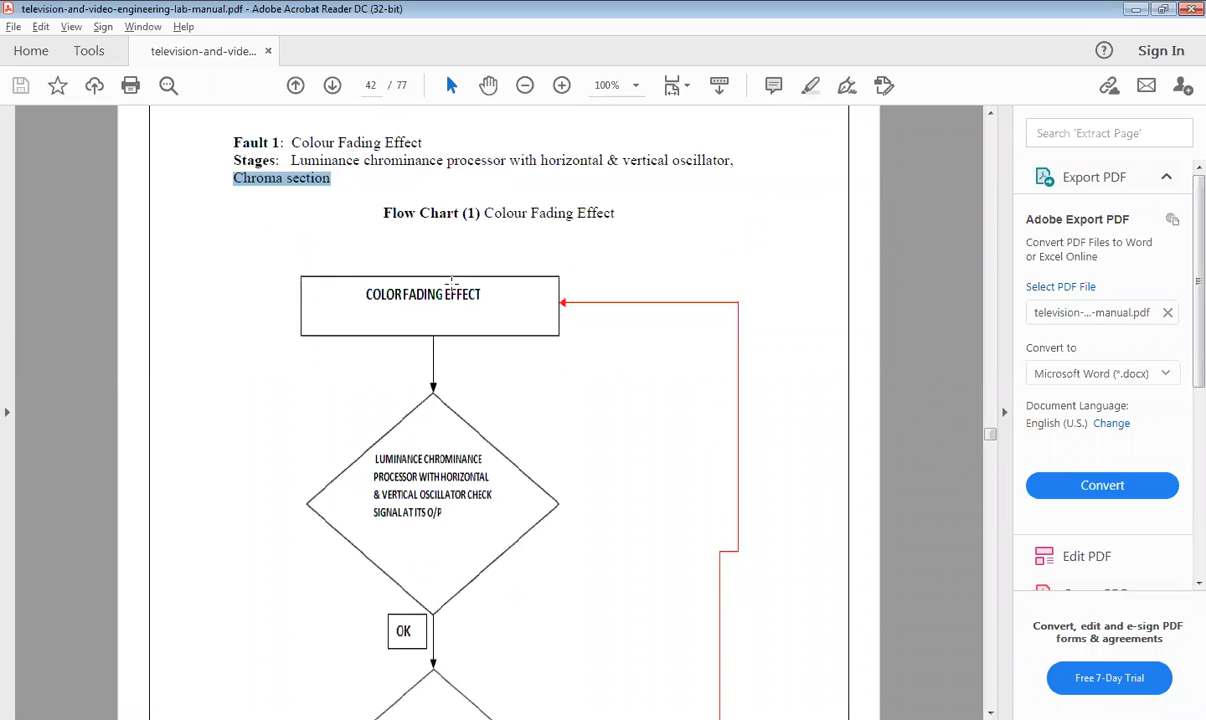 television-and-video-engineering-lab-manual.pdf - Adobe Acrobat Reader DC (32-bit)
File Edit View Sign Window Help
Home Tools television-and-vide... × Sign In
42 / 77 100%
Fault 1: Colour Fading Effect
Stages: Luminance chrominance processor with horizontal & vertical oscillator,
Chroma section
Flow Chart (1) Colour Fading Effect
COLOR FADING EFFECT
LUMINANCE CHROMINANCE
PROCESSOR WITH HORIZONTAL
& VERTICAL OSCILLATOR CHECK
SIGNAL AT ITS O/P
OK
Search 'Extract Page'
Export PDF
Adobe Export PDF
Convert PDF Files to Word
or Excel Online
Select PDF File
television-...-manual.pdf
Convert to
Microsoft Word (*.docx)
Document Language:
English (U.S.) Change
Convert
Edit PDF
Convert, edit and e-sign PDF
forms & agreements
Free 7-Day Trial